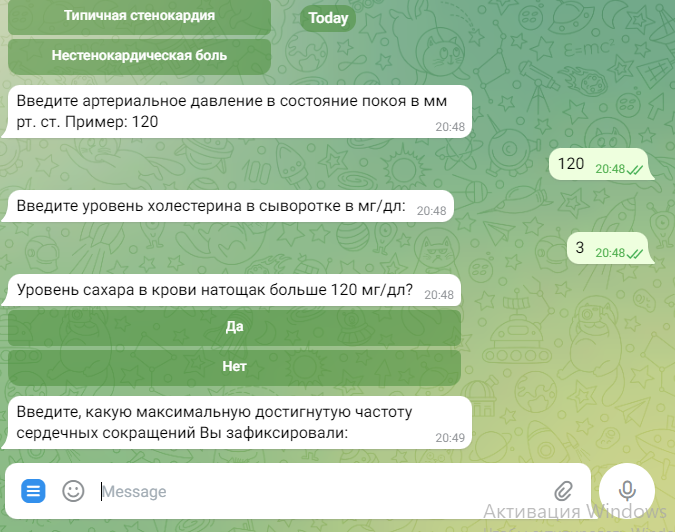 Типичная стенокардия
Today
Нестенокардическая боль
Введите артериальное давление в состояние покоя в мм
рт. ст. Пример: 120
20:48
120 20:48
Введите уровень холестерина в сыворотке в мг/дл: 20:48
3 20:48
Уровень сахара в крови натощак больше 120 мг/дл? 20:48
Да
Нет
Введите, какую максимальную достигнутую частоту
сердечных сокращений Вы зафиксировали:
20:49
Message
Активация Windows